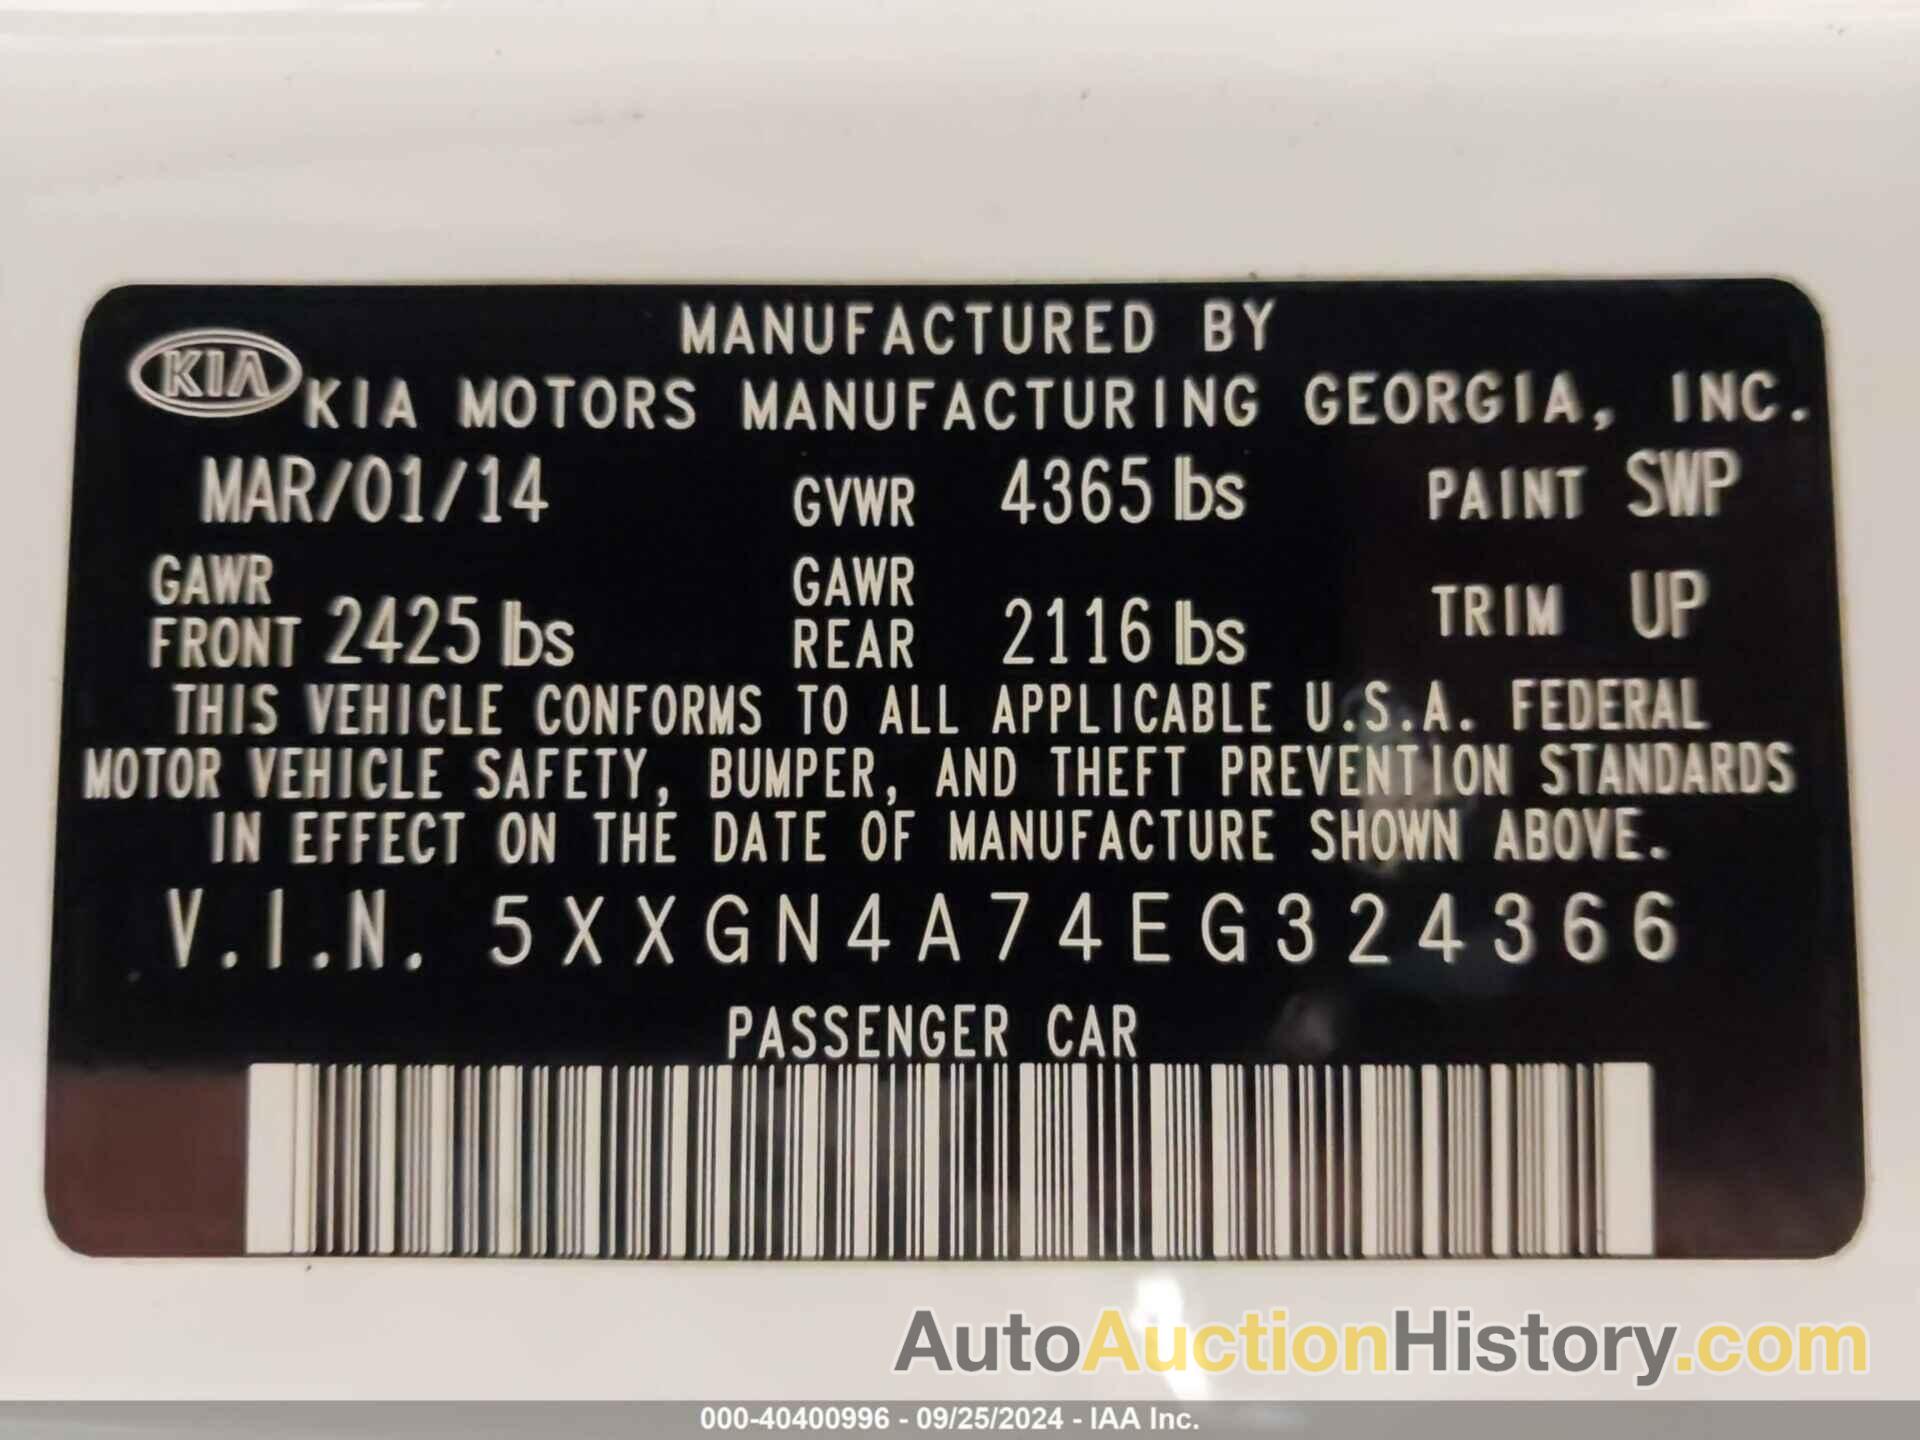 MANUFACTURED BY
KIA KIA MOTORS MANUFACTURING GEORGIA, INC.
MAR/01/14 GVWR 4365 lbs PAINT SWP
GAWR FRONT 2425 lbs GAWR REAR 2116 lbs TRIM UP
THIS VEHICLE CONFORMS TO ALL APPLICABLE U.S.A. FEDERAL
MOTOR VEHICLE SAFETY, BUMPER, AND THEFT PREVENTION STANDARDS
IN EFFECT ON THE DATE OF MANUFACTURE SHOWN ABOVE.
V.I.N. 5XXGN4A74EG324366
PASSENGER CAR
AutoAuctionHistory.com
000-40400996 - 09/25/2024 - IAA Inc.